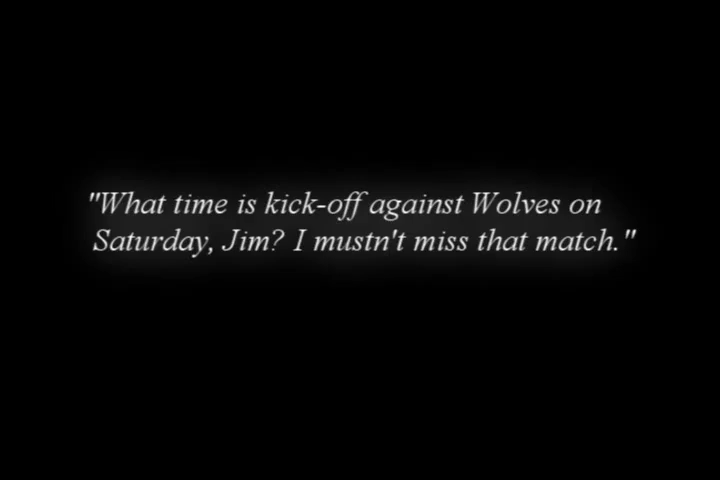 "What time is kick-off against Wolves on
Saturday, Jim? I mustn't miss that match."